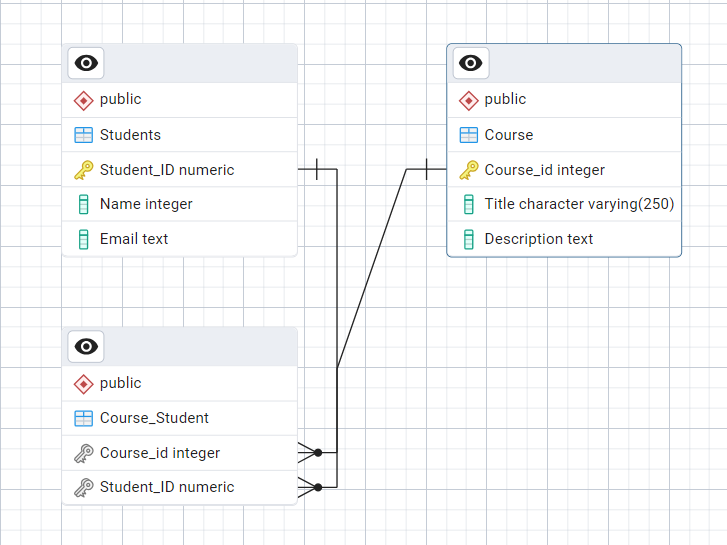 public
Students
Student_ID numeric
Name integer
Email text
public
Course
Course_id integer
Title character varying(250)
Description text
public
Course_Student
Course_id integer
Student_ID numeric